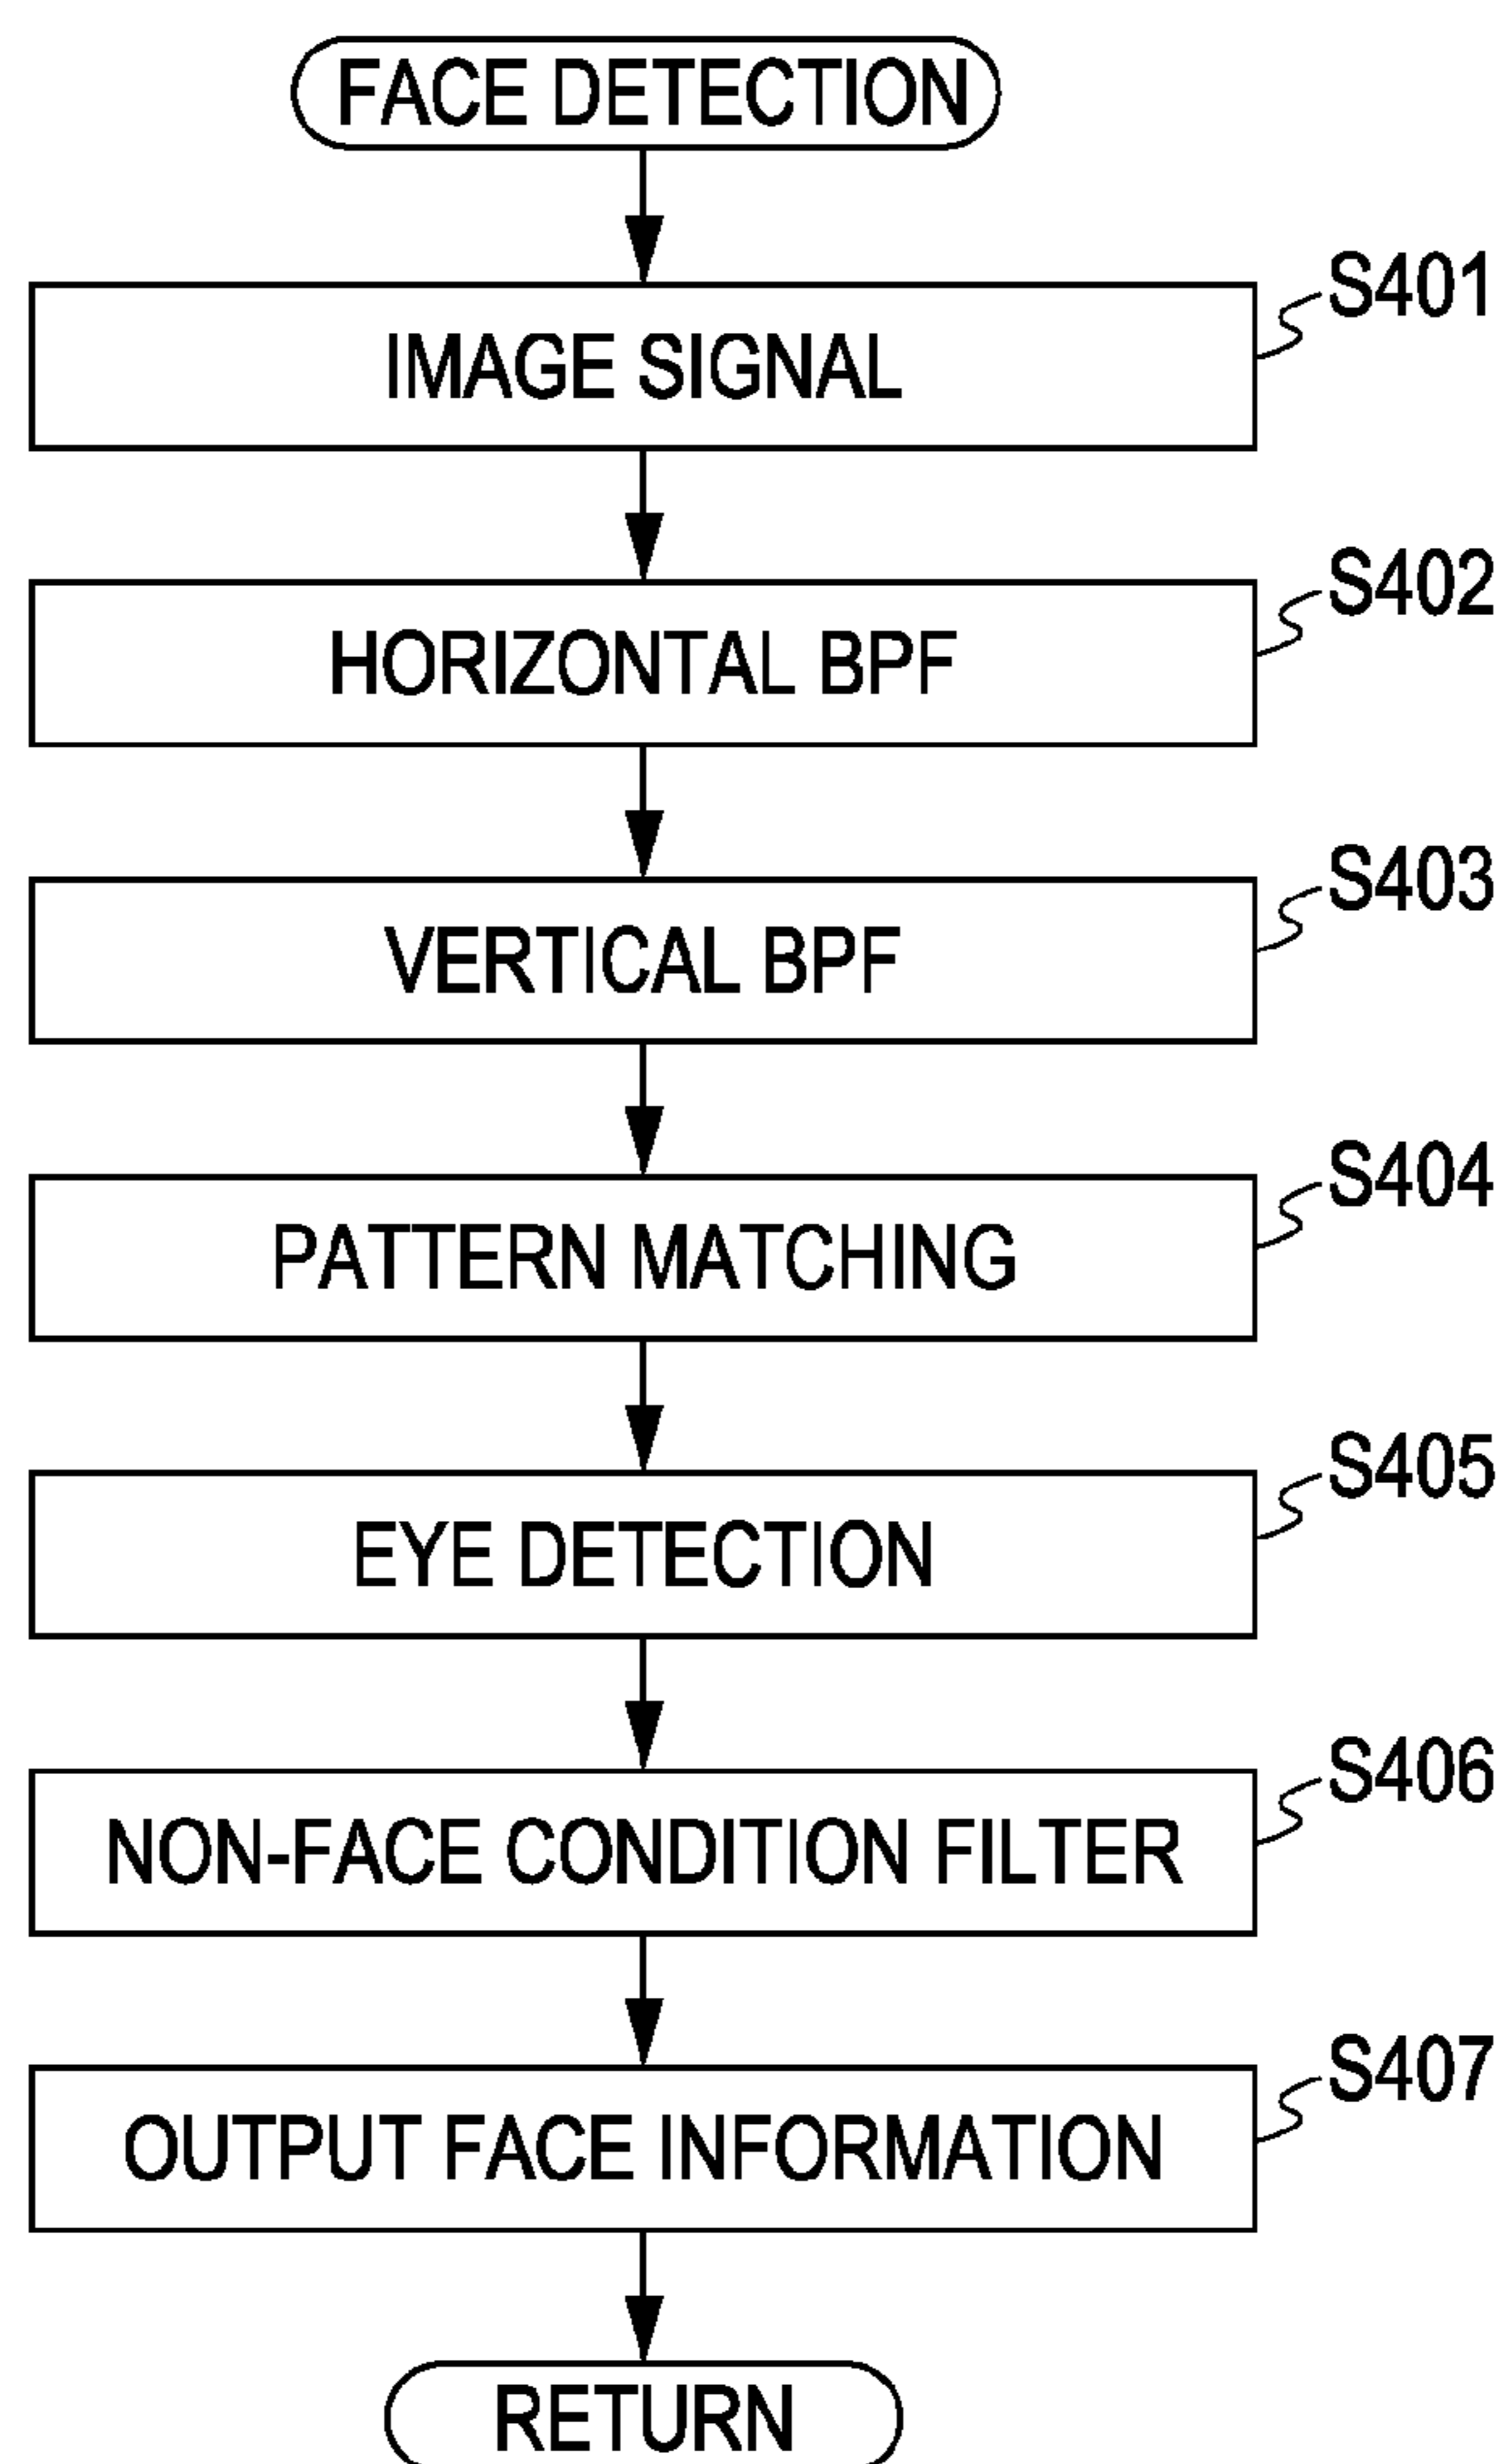 FACE DETECTION
S401
IMAGE SIGNAL
S402
HORIZONTAL BPF
S403
VERTICAL BPF
S404
PATTERN MATCHING
S405
EYE DETECTION
S406
NON-FACE CONDITION FILTER
S407
OUTPUT FACE INFORMATION
RETURN